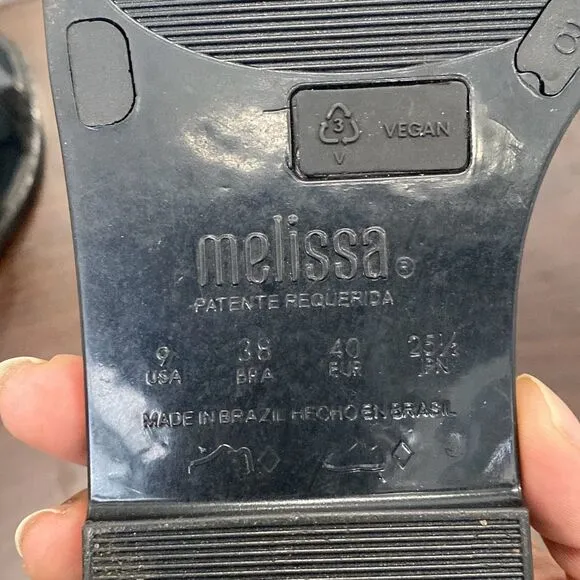 3 VEGAN
V
melissa®
PATENTE REQUERIDA
9 38 40 25½
USA BRA EUR JPN
MADE IN BRAZIL HECHO EN BRASIL